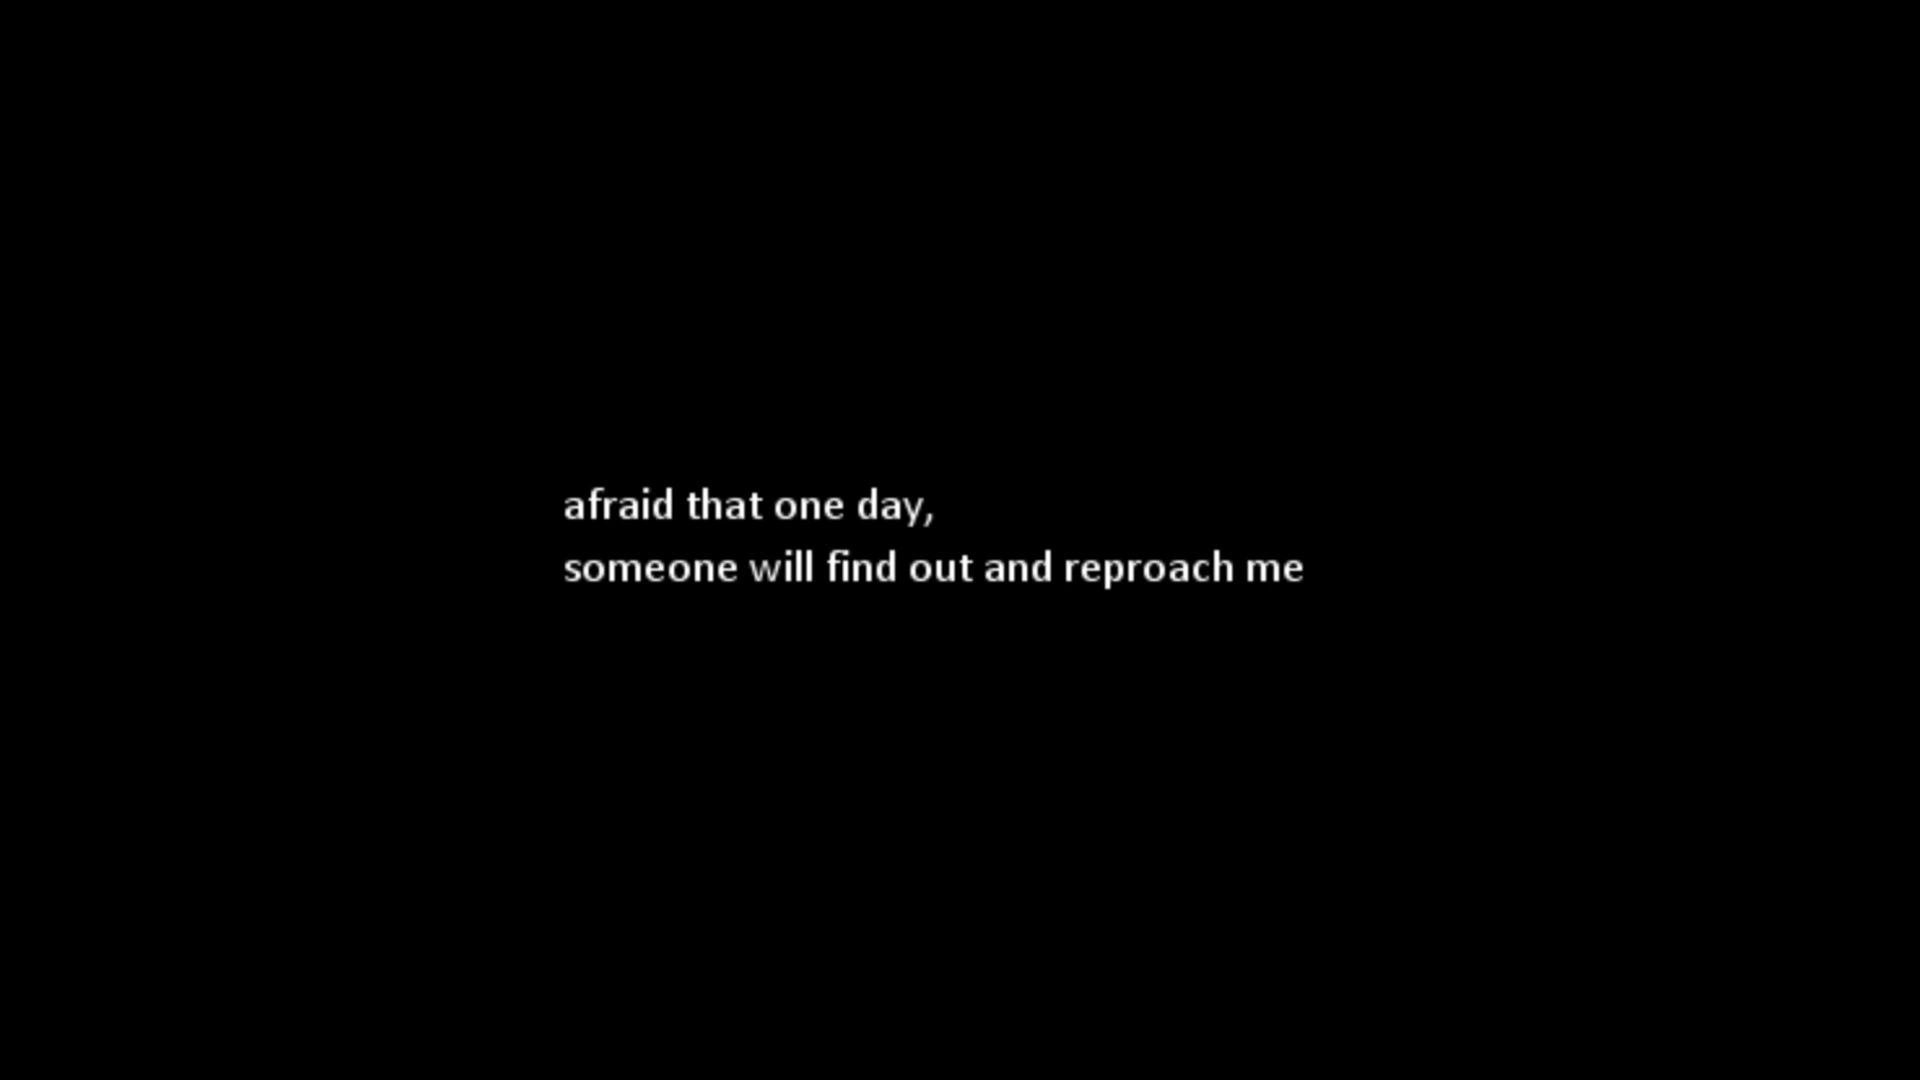 afraid that one day,
someone will find out and reproach me